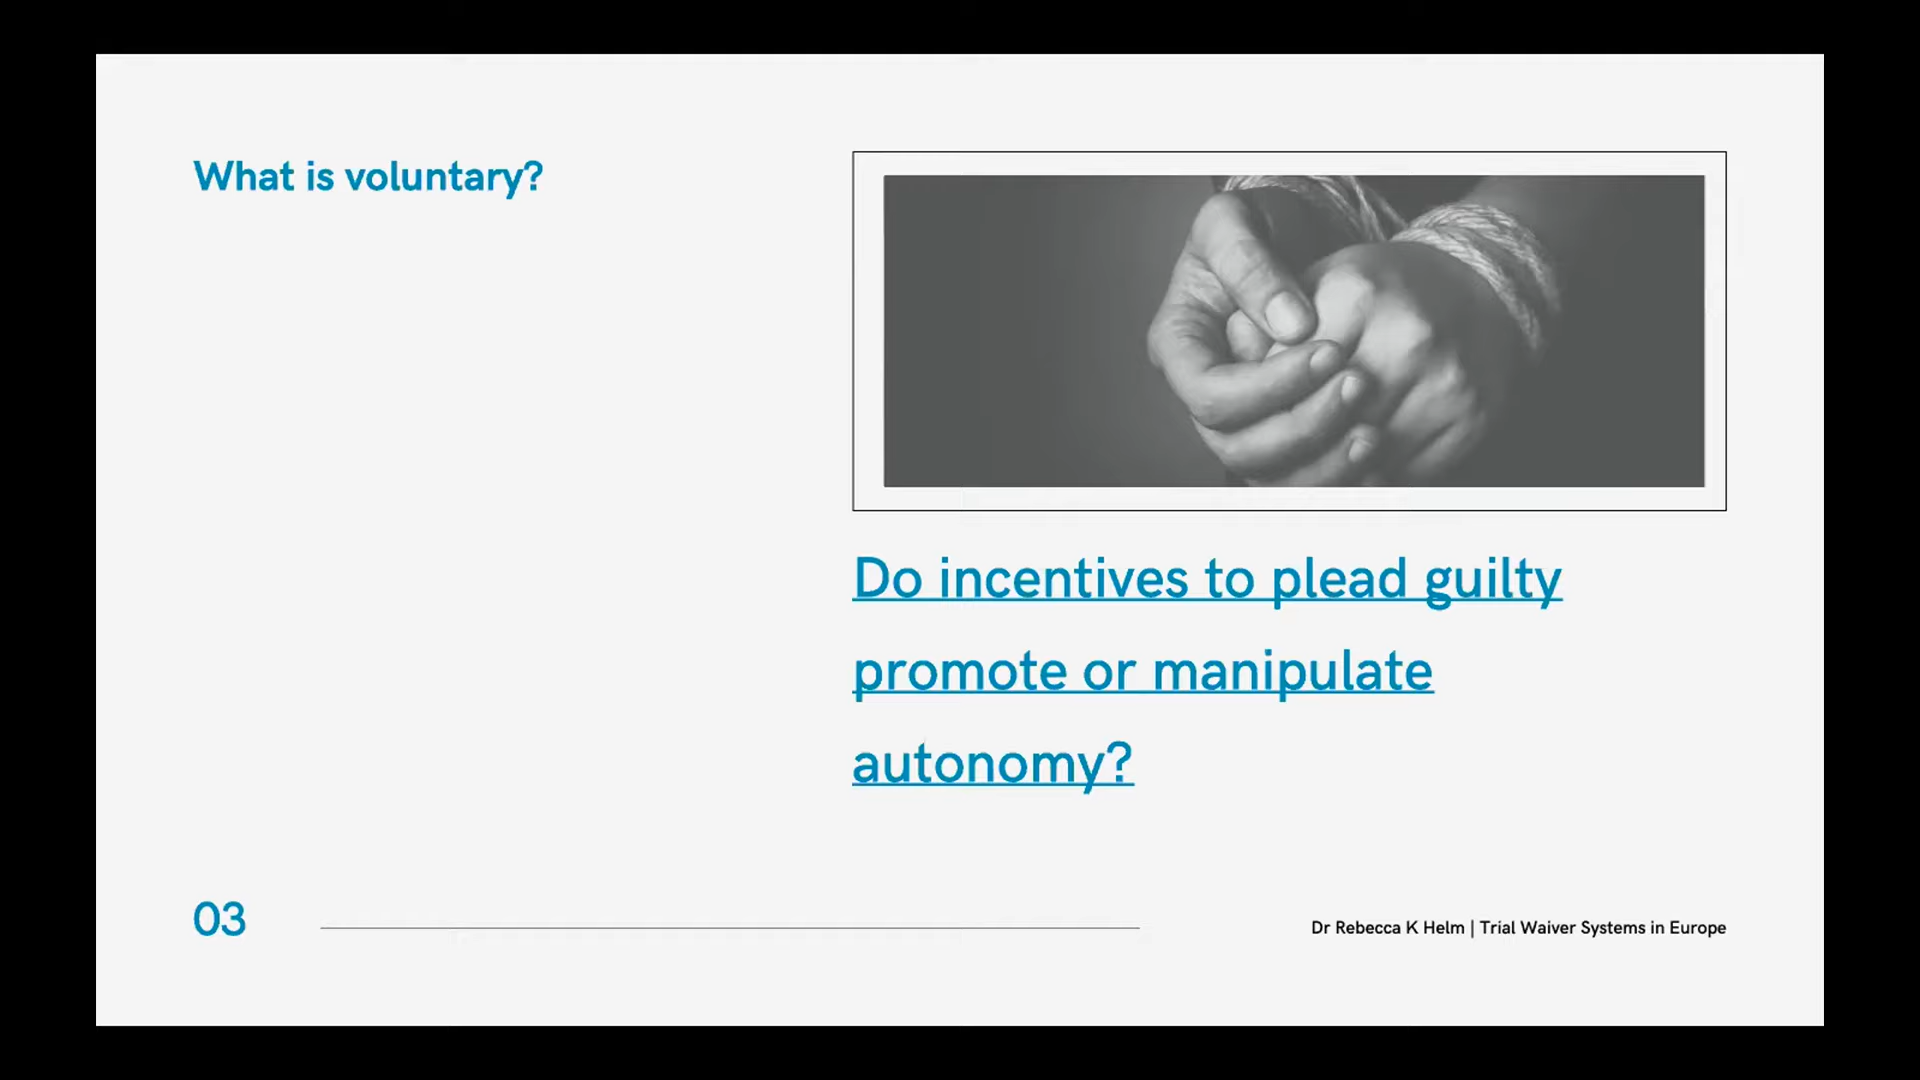 What is voluntary?
Do incentives to plead guilty
promote or manipulate
autonomy?
03
Dr Rebecca K Helm | Trial Waiver Systems in Europe